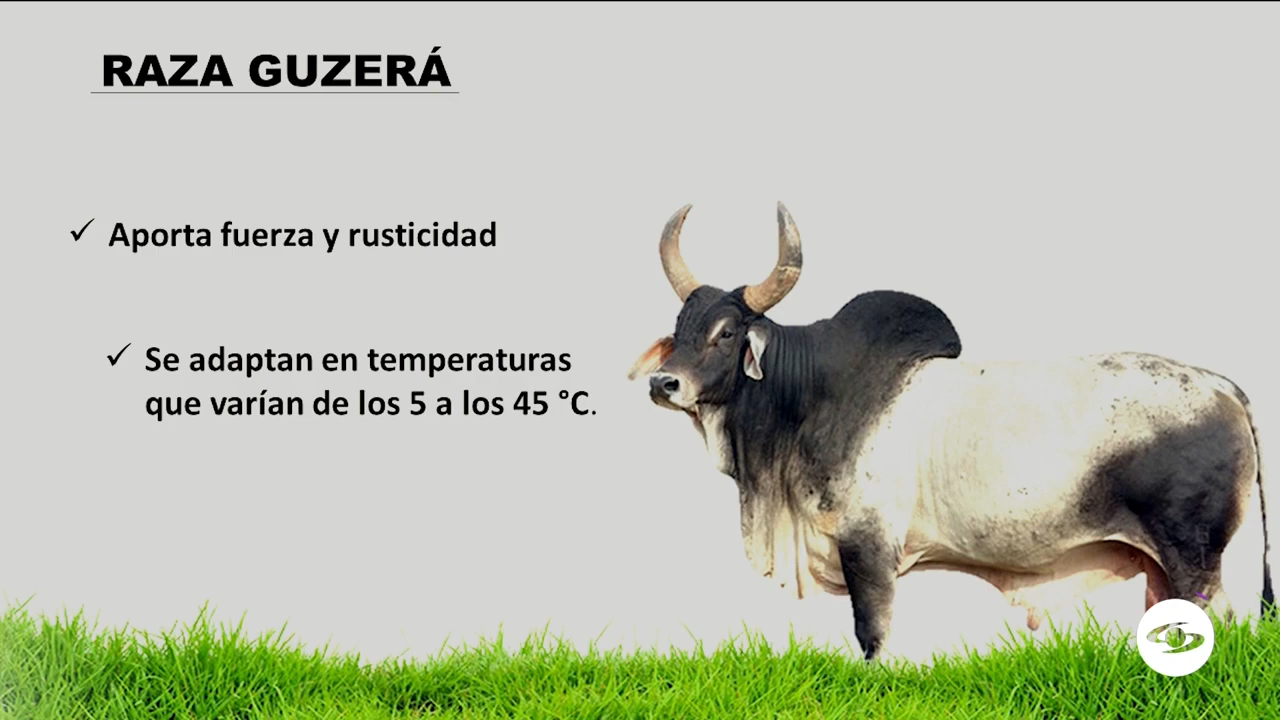 RAZA GUZERÁ
✓ Aporta fuerza y rusticidad
✓ Se adaptan en temperaturas
que varían de los 5 a los 45 °C.